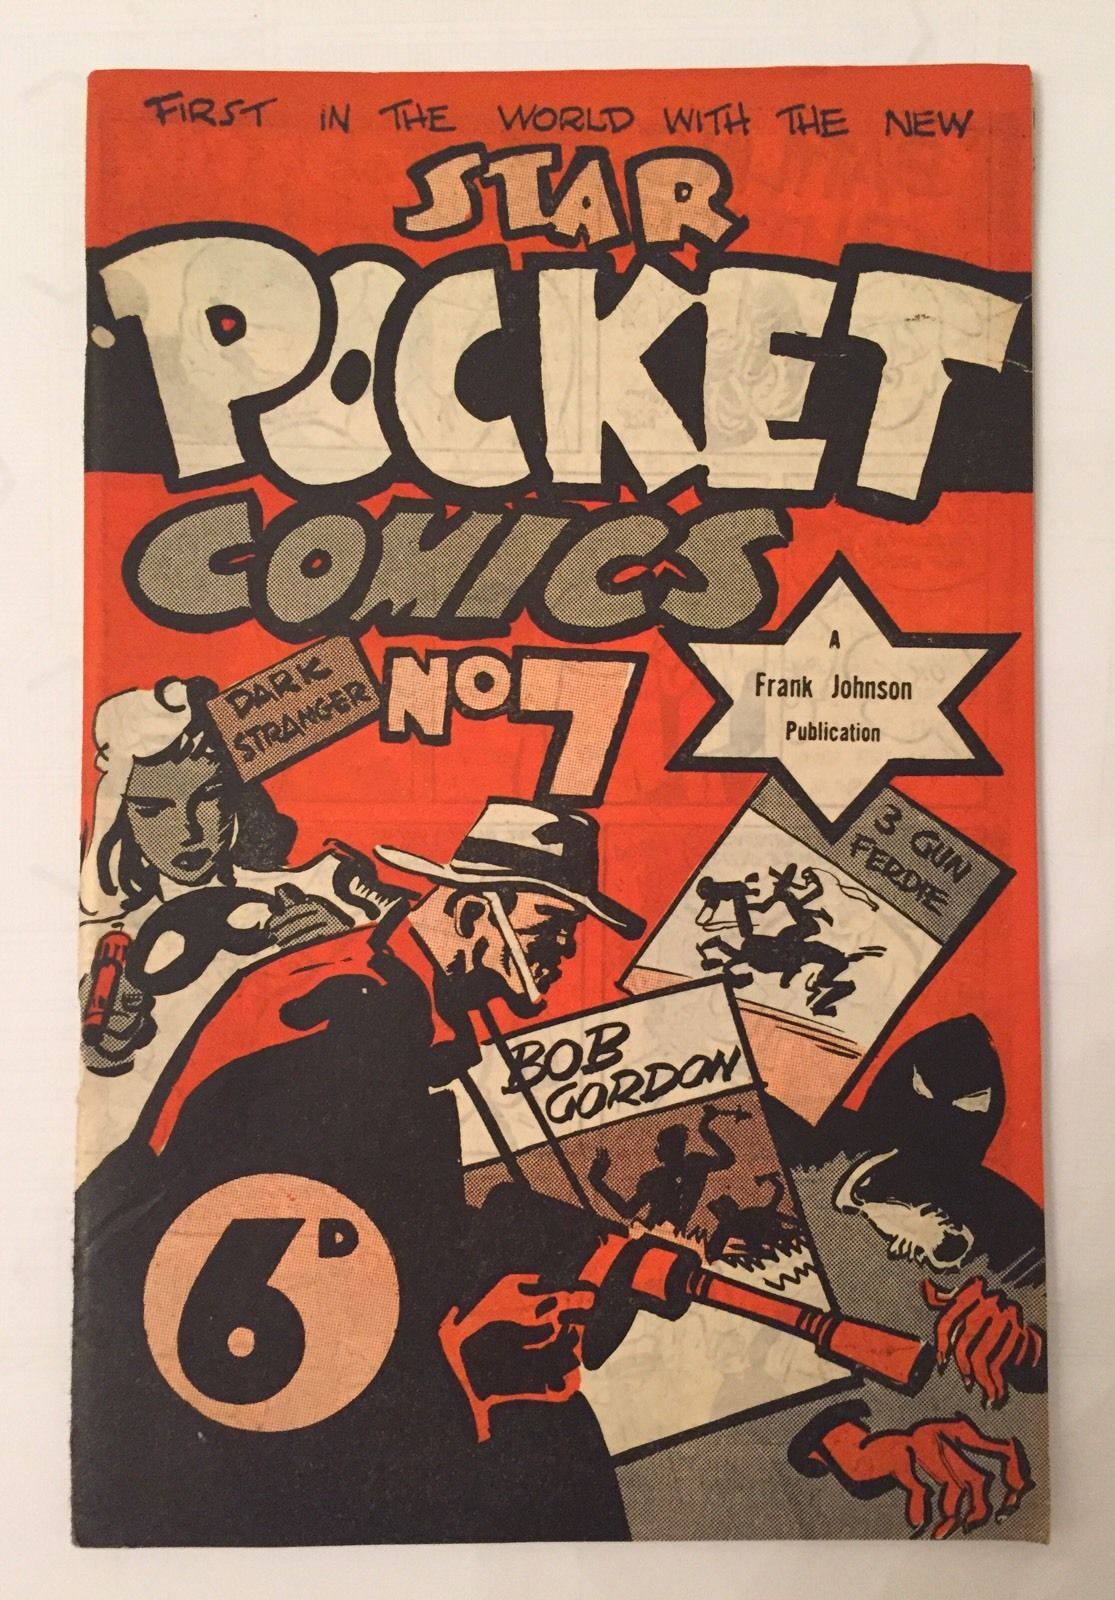 FIRST IN THE WORLD WITH THE NEW
STAR
POCKET
COMICS
No 7
A
Frank Johnson
Publication
DARK
STRANGER
3 GUN
FERDIE
BOB
GORDON
6D